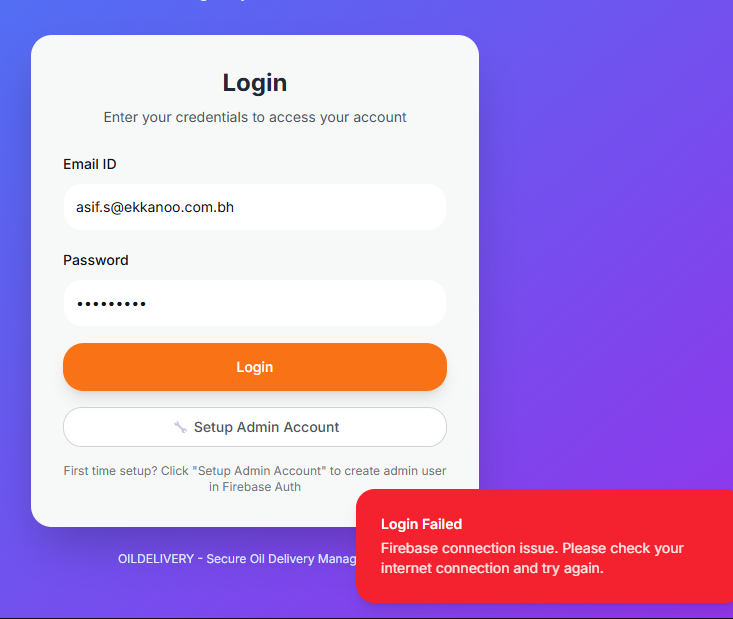 Login
Enter your credentials to access your account
Email ID
asif.s@ekkanoo.com.bh
Password
•••••••••
Login
🔧 Setup Admin Account
First time setup? Click "Setup Admin Account" to create admin user
in Firebase Auth
Login Failed
Firebase connection issue. Please check your
internet connection and try again.
OILDELIVERY - Secure Oil Delivery Manag